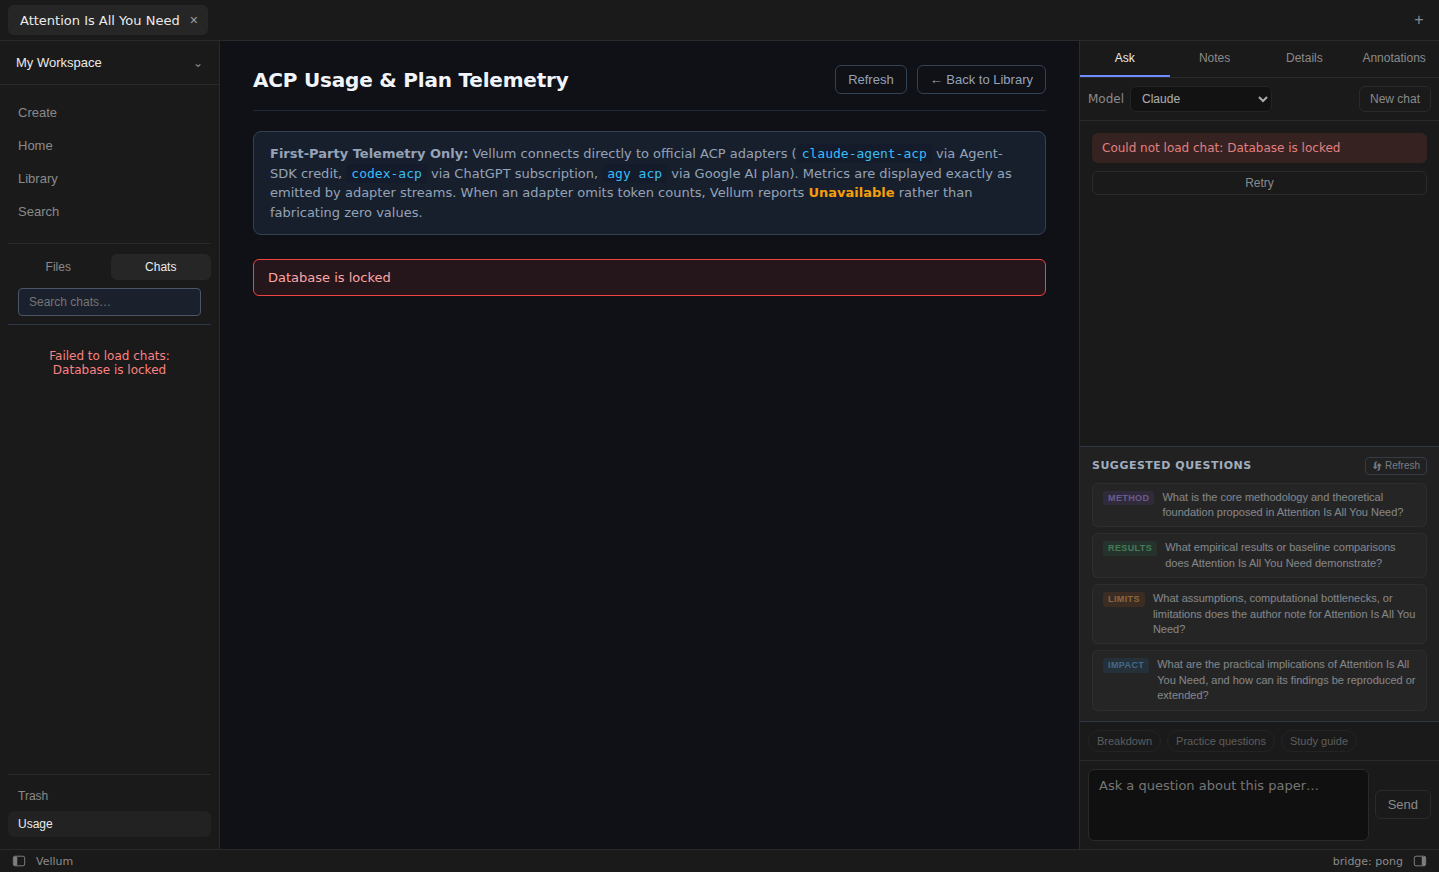 Attention Is All You Need ×
+
My Workspace
Create
Home
Library
Search
Files Chats
Search chats…
Failed to load chats:
Database is locked
Trash
Usage
ACP Usage & Plan Telemetry
Refresh
← Back to Library
First-Party Telemetry Only: Vellum connects directly to official ACP adapters ( claude-agent-acp via Agent-
SDK credit, codex-acp via ChatGPT subscription, agy acp via Google AI plan). Metrics are displayed exactly as
emitted by adapter streams. When an adapter omits token counts, Vellum reports Unavailable rather than
fabricating zero values.
Database is locked
Ask Notes Details Annotations
Model Claude New chat
Could not load chat: Database is locked
Retry
SUGGESTED QUESTIONS
Refresh
METHOD What is the core methodology and theoretical
foundation proposed in Attention Is All You Need?
RESULTS What empirical results or baseline comparisons
does Attention Is All You Need demonstrate?
LIMITS What assumptions, computational bottlenecks, or
limitations does the author note for Attention Is All You
Need?
IMPACT What are the practical implications of Attention Is All
You Need, and how can its findings be reproduced or
extended?
Breakdown Practice questions Study guide
Ask a question about this paper…
Send
Vellum
bridge: pong